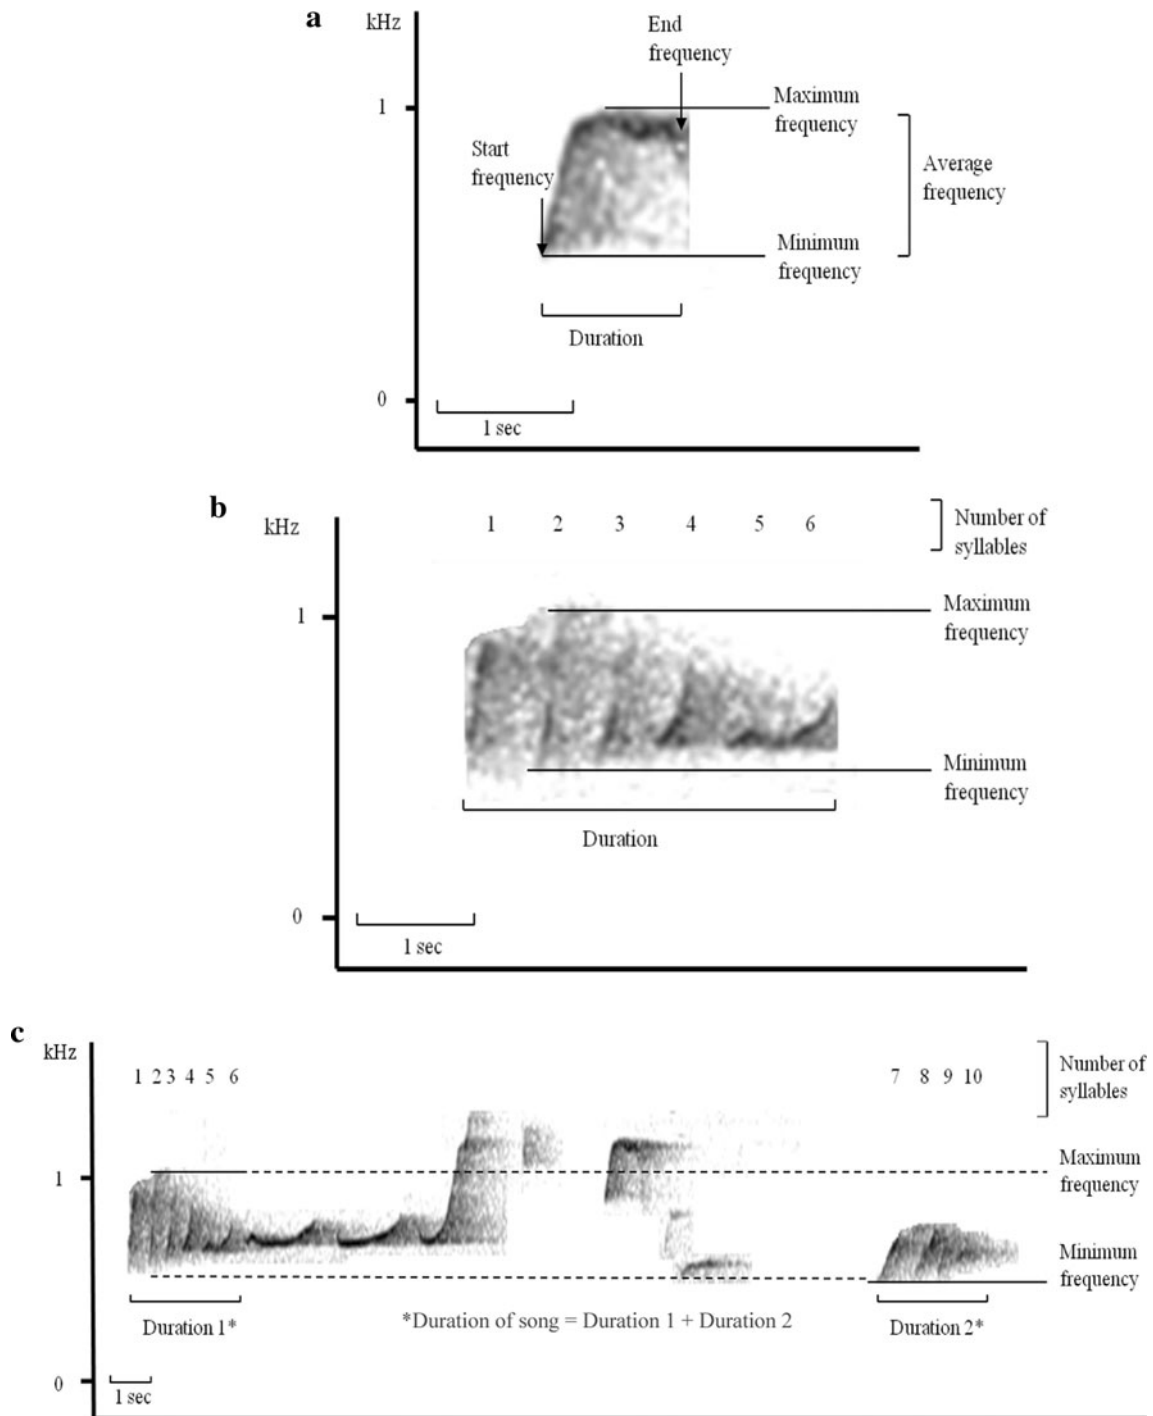 a
kHz
End
frequency
1
Maximum
frequency
Start
frequency
Average
frequency
Minimum
frequency
Duration
0
1 sec
b
kHz
1 2 3 4 5 6
Number of
syllables
1
Maximum
frequency
Minimum
frequency
Duration
0
1 sec
c
kHz
1 2 3 4 5 6
7 8 9 10
Number of
syllables
1
Maximum
frequency
Minimum
frequency
Duration 1*
*Duration of song = Duration 1 + Duration 2
Duration 2*
0
1 sec